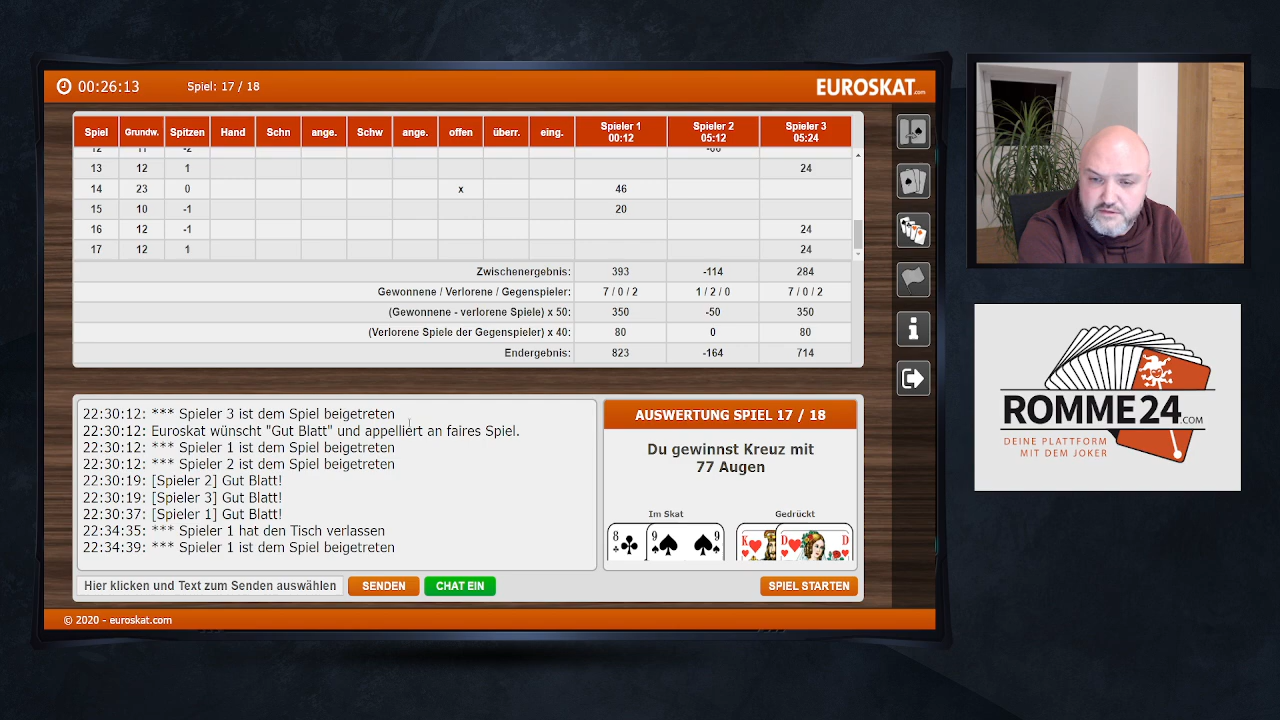 00:26:13 Spiel: 17 / 18 EUROSKAT.com
Spiel Grundw. Spitzen Hand Schn ange. Schw ange. offen überr. eing. Spieler 1 Spieler 2 Spieler 3
00:12 05:12 05:24
12 11 -2 -66
13 12 1 24
14 23 0 x 46
15 10 -1 20
16 12 -1 24
17 12 1 24
Zwischenergebnis: 393 -114 284
Gewonnene / Verlorene / Gegenspieler: 7 / 0 / 2 1 / 2 / 0 7 / 0 / 2
(Gewonnene - verlorene Spiele) x 50: 350 -50 350
(Verlorene Spiele der Gegenspieler) x 40: 80 0 80
Endergebnis: 823 -164 714
22:30:12: *** Spieler 3 ist dem Spiel beigetreten
22:30:12: Euroskat wünscht "Gut Blatt" und appelliert an faires Spiel.
22:30:12: *** Spieler 1 ist dem Spiel beigetreten
22:30:12: *** Spieler 2 ist dem Spiel beigetreten
22:30:19: [Spieler 2] Gut Blatt!
22:30:19: [Spieler 3] Gut Blatt!
22:30:37: [Spieler 1] Gut Blatt!
22:34:35: *** Spieler 1 hat den Tisch verlassen
22:34:39: *** Spieler 1 ist dem Spiel beigetreten
Hier klicken und Text zum Senden auswählen SENDEN CHAT EIN
AUSWERTUNG SPIEL 17 / 18
Du gewinnst Kreuz mit
77 Augen
Im Skat Gedrückt
8 9 9 K D D
SPIEL STARTEN
© 2020 - euroskat.com
ROMME24.COM
DEINE PLATTFORM
MIT DEM JOKER